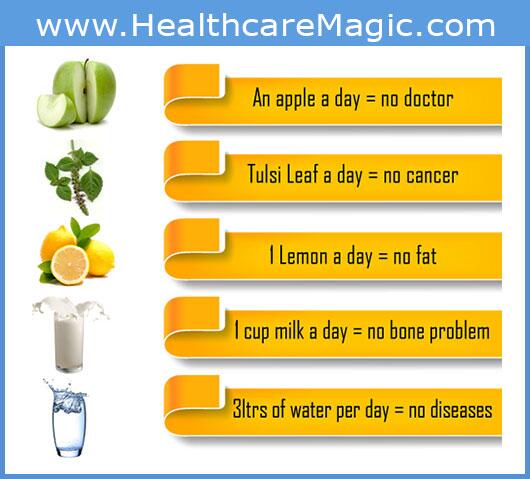 www.HealthcareMagic.com
An apple a day = no doctor
Tulsi Leaf a day = no cancer
1 Lemon a day = no fat
1 cup milk a day = no bone problem
3ltrs of water per day = no diseases